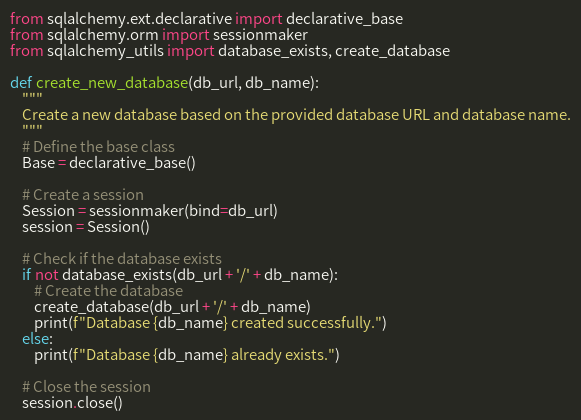 from sqlalchemy.ext.declarative import declarative_base
from sqlalchemy.orm import sessionmaker
from sqlalchemy_utils import database_exists, create_database

def create_new_database(db_url, db_name):
    """
    Create a new database based on the provided database URL and database name.
    """
    # Define the base class
    Base = declarative_base()

    # Create a session
    Session = sessionmaker(bind=db_url)
    session = Session()

    # Check if the database exists
    if not database_exists(db_url + '/' + db_name):
        # Create the database
        create_database(db_url + '/' + db_name)
        print(f"Database {db_name} created successfully.")
    else:
        print(f"Database {db_name} already exists.")

    # Close the session
    session.close()